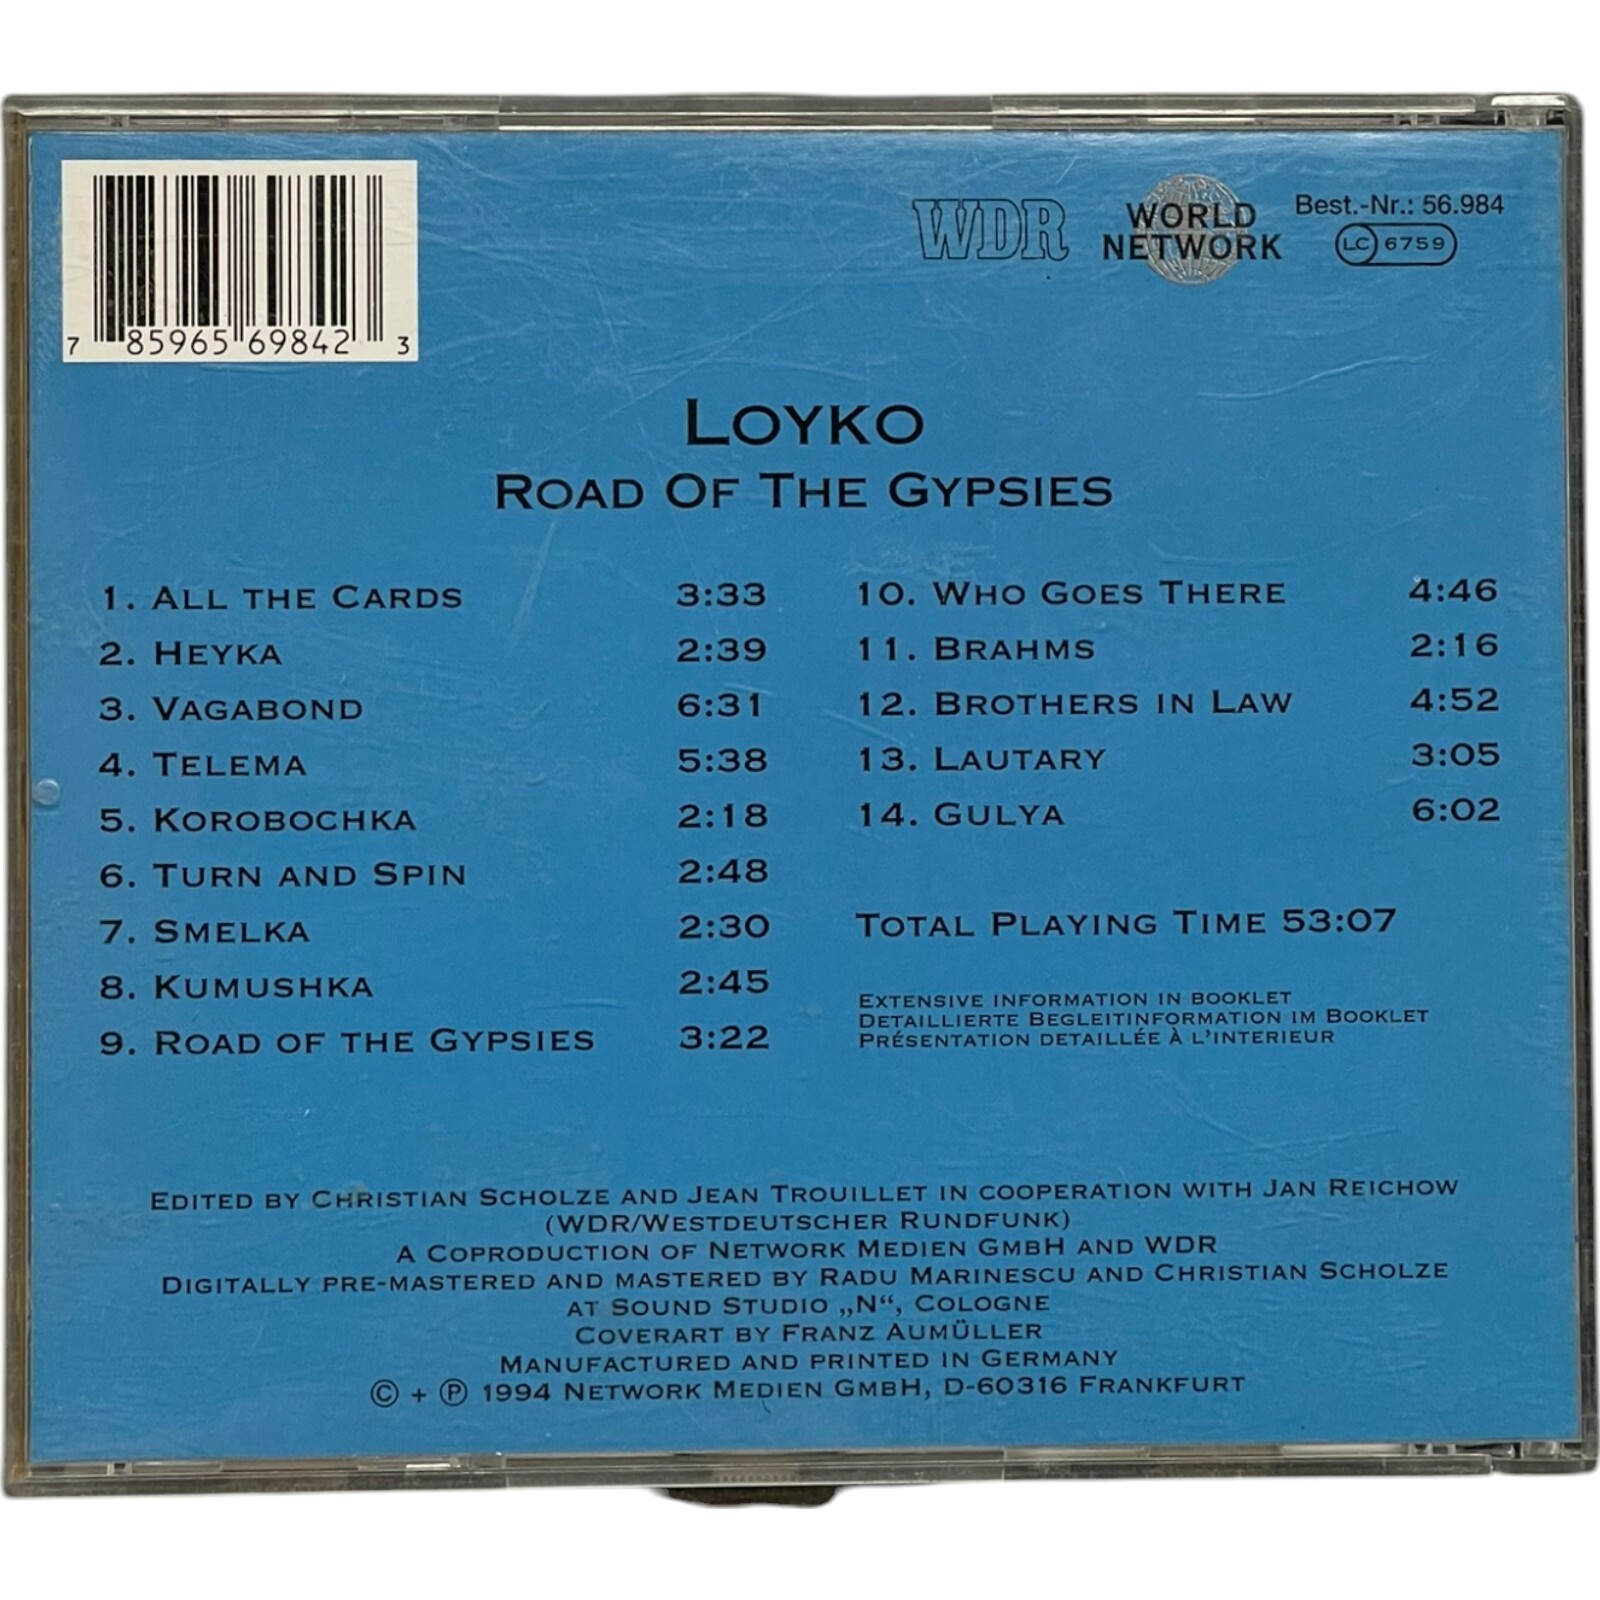 7 85965 69842 3
WDR
WORLD NETWORK
Best.-Nr.: 56.984
LC 6759
LOYKO
ROAD OF THE GYPSIES
1. ALL THE CARDS 3:33
2. HEYKA 2:39
3. VAGABOND 6:31
4. TELEMA 5:38
5. KOROBOCHKA 2:18
6. TURN AND SPIN 2:48
7. SMELKA 2:30
8. KUMUSHKA 2:45
9. ROAD OF THE GYPSIES 3:22
10. WHO GOES THERE 4:46
11. BRAHMS 2:16
12. BROTHERS IN LAW 4:52
13. LAUTARY 3:05
14. GULYA 6:02
TOTAL PLAYING TIME 53:07
EXTENSIVE INFORMATION IN BOOKLET
DETAILLIERTE BEGLEITINFORMATION IM BOOKLET
PRÉSENTATION DETAILLÉE À L'INTERIEUR
EDITED BY CHRISTIAN SCHOLZE AND JEAN TROUILLET IN COOPERATION WITH JAN REICHOW
(WDR/WESTDEUTSCHER RUNDFUNK)
A COPRODUCTION OF NETWORK MEDIEN GMBH AND WDR
DIGITALLY PRE-MASTERED AND MASTERED BY RADU MARINESCU AND CHRISTIAN SCHOLZE
AT SOUND STUDIO „N“, COLOGNE
COVERART BY FRANZ AUMÜLLER
MANUFACTURED AND PRINTED IN GERMANY
© + ℗ 1994 NETWORK MEDIEN GMBH, D-60316 FRANKFURT